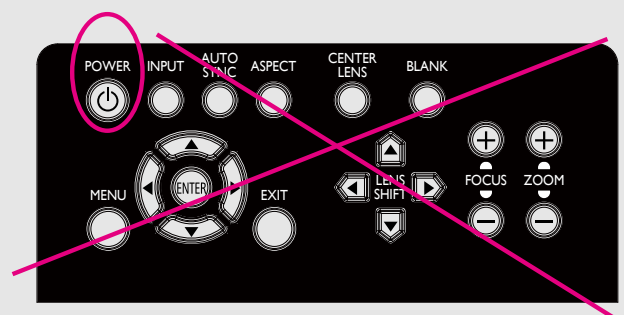 POWER
INPUT
AUTO
SYNC
ASPECT
CENTER
LENS
BLANK
MENU
ENTER
EXIT
LENS
SHIFT
FOCUS
ZOOM